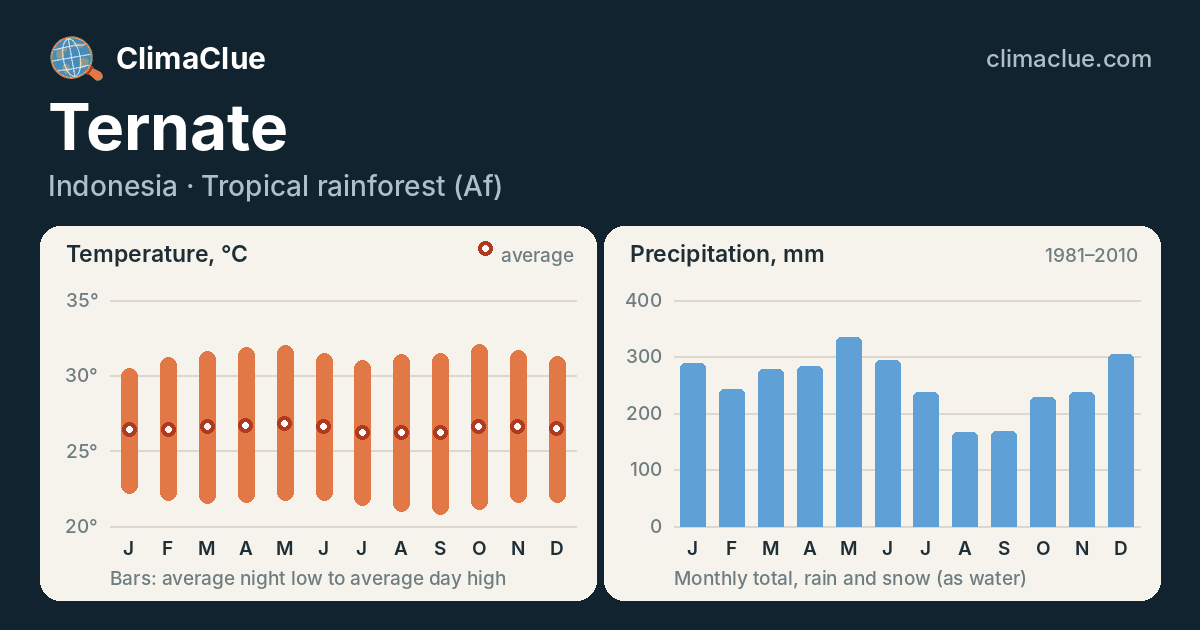 ClimaClue
climaclue.com
Ternate
Indonesia · Tropical rainforest (Af)
Temperature, °C
average
35°
30°
25°
20°
J F M A M J J A S O N D
Bars: average night low to average day high
Precipitation, mm
1981–2010
400
300
200
100
0
J F M A M J J A S O N D
Monthly total, rain and snow (as water)